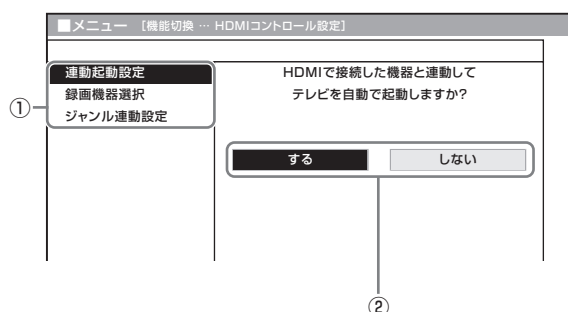 ■メニュー [機能切換 … HDMIコントロール設定]
連動起動設定
録画機器選択
ジャンル連動設定
①
HDMIで接続した機器と連動して
テレビを自動で起動しますか?
する
しない
②